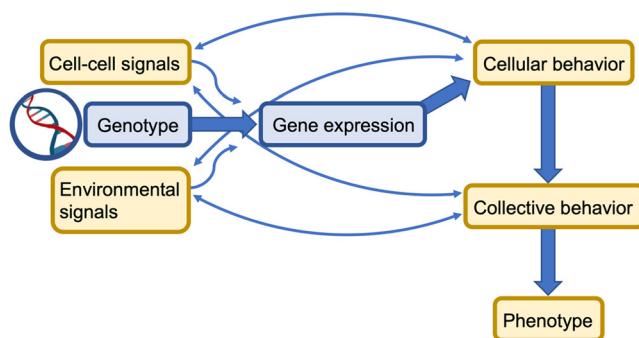 Cell-cell signals
Cellular behavior
Genotype
Gene expression
Environmental
signals
Collective behavior
Phenotype